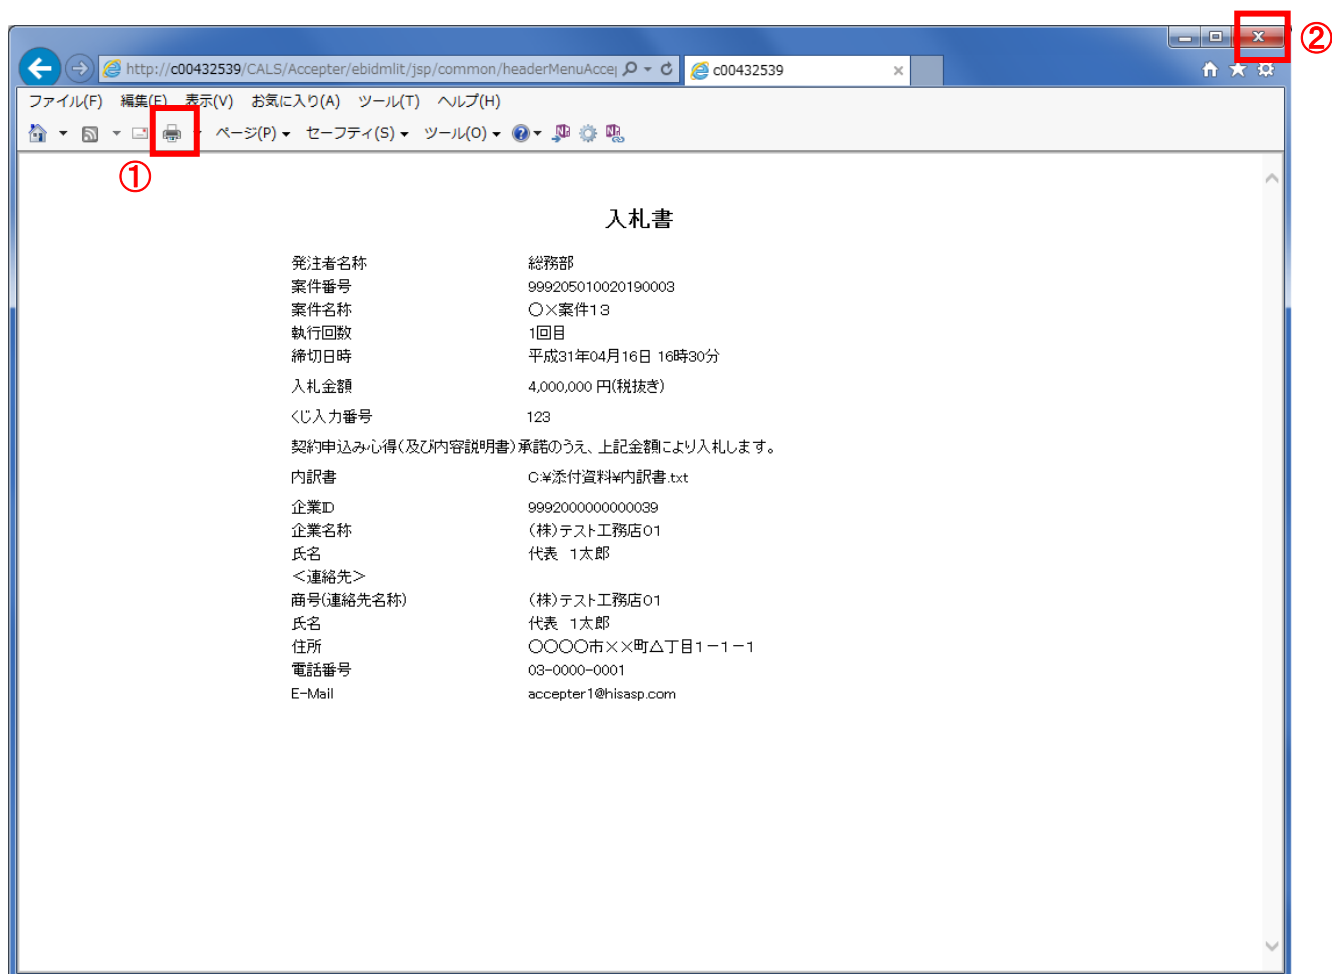 ②
http://c00432539/CALS/Accepter/ebidmlit/jsp/common/headerMenuAccej
c00432539
ファイル(F) 編集(E) 表示(V) お気に入り(A) ツール(T) ヘルプ(H)
ページ(P) セーフティ(S) ツール(O)
①
入札書
発注者名称 総務部
案件番号 999205010020190003
案件名称 〇×案件13
執行回数 1回目
締切日時 平成31年04月16日 16時30分
入札金額 4,000,000 円(税抜き)
くじ入力番号 123
契約申込み心得(及び内容説明書)承諾のうえ、上記金額により入札します。
内訳書 C:¥添付資料¥内訳書.txt
企業ID 9992000000000039
企業名称 (株)テスト工務店01
氏名 代表 1太郎
<連絡先>
商号(連絡先名称) (株)テスト工務店01
氏名 代表 1太郎
住所 〇〇〇〇市××町△丁目1-1-1
電話番号 03-0000-0001
E-Mail accepter1@hisasp.com